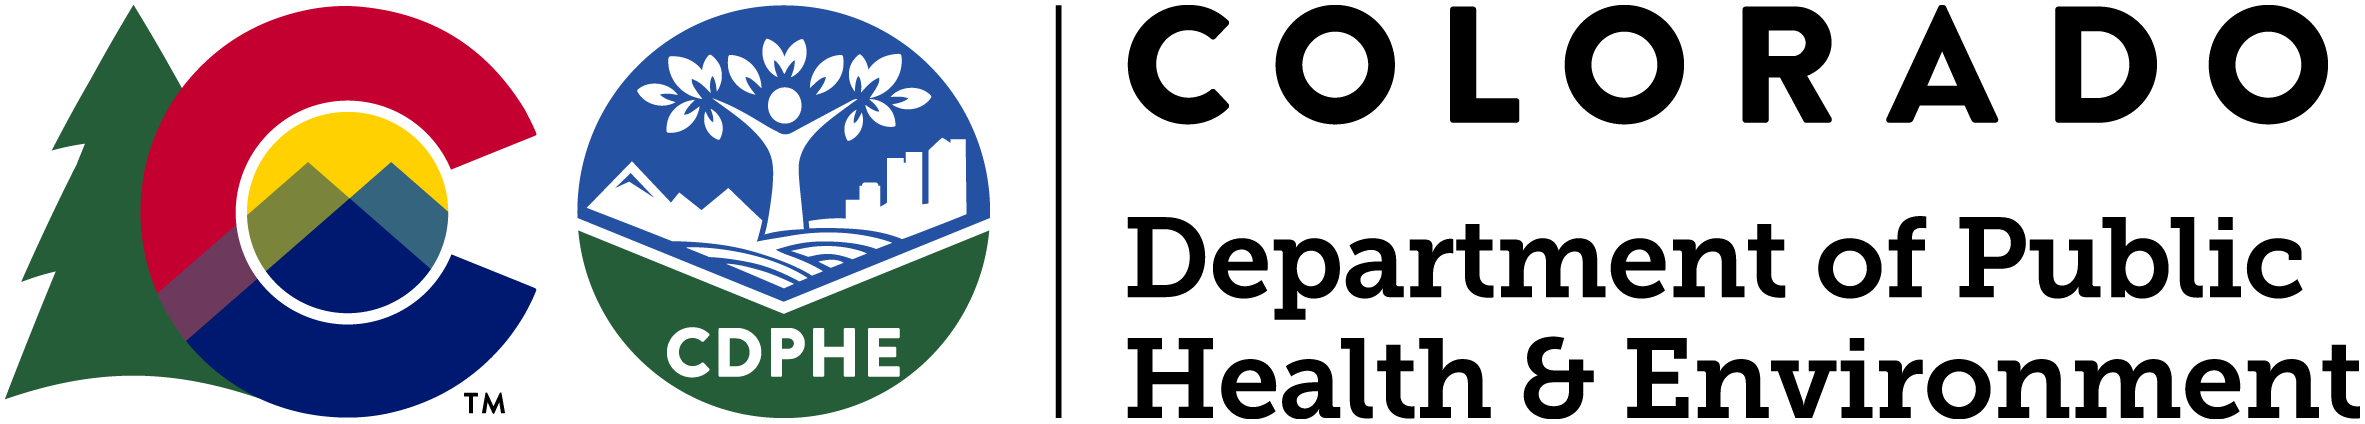 TM
CDPHE
COLORADO
Department of Public
Health & Environment